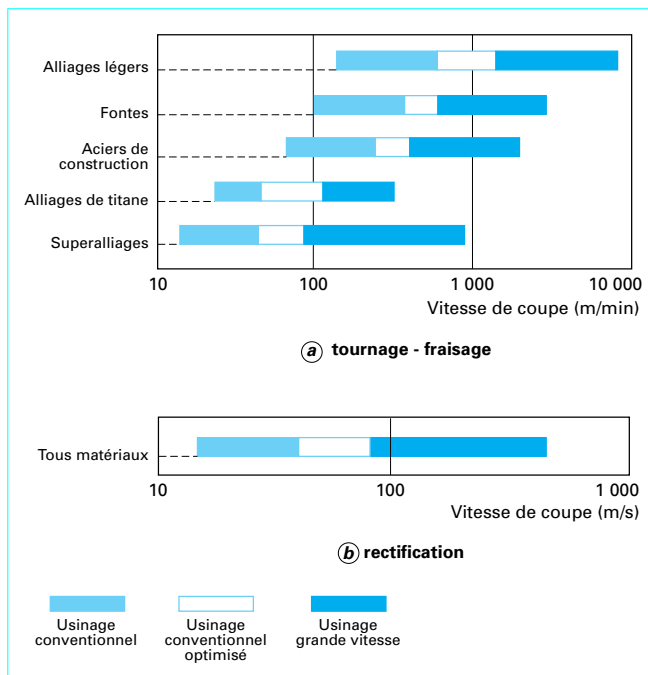 Alliages légers
Fontes
Aciers de
construction
Alliages de titane
Superalliages
10 100 1 000 10 000
Vitesse de coupe (m/min)
a tournage - fraisage
Tous matériaux
10 100 1 000
Vitesse de coupe (m/s)
b rectification
Usinage
conventionnel
Usinage
conventionnel
optimisé
Usinage
grande vitesse